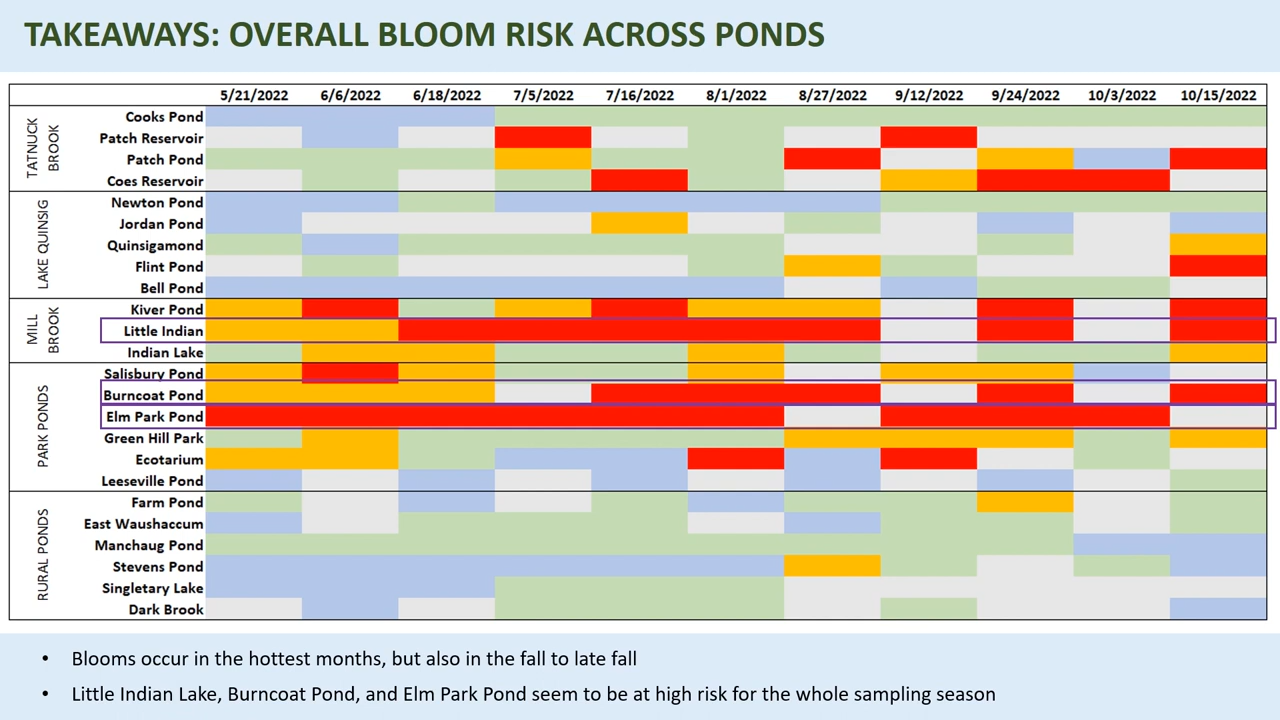 TAKEAWAYS: OVERALL BLOOM RISK ACROSS PONDS
5/21/2022 6/6/2022 6/18/2022 7/5/2022 7/16/2022 8/1/2022 8/27/2022 9/12/2022 9/24/2022 10/3/2022 10/15/2022
TATNUCK
BROOK
Cooks Pond
Patch Reservoir
Patch Pond
Coes Reservoir
LAKE QUINSIG
Newton Pond
Jordan Pond
Quinsigamond
Flint Pond
Bell Pond
MILL
BROOK
Kiver Pond
Little Indian
Indian Lake
PARK PONDS
Salisbury Pond
Burncoat Pond
Elm Park Pond
Green Hill Park
Ecotarium
Leeseville Pond
RURAL PONDS
Farm Pond
East Waushaccum
Manchaug Pond
Stevens Pond
Singletary Lake
Dark Brook
• Blooms occur in the hottest months, but also in the fall to late fall
• Little Indian Lake, Burncoat Pond, and Elm Park Pond seem to be at high risk for the whole sampling season